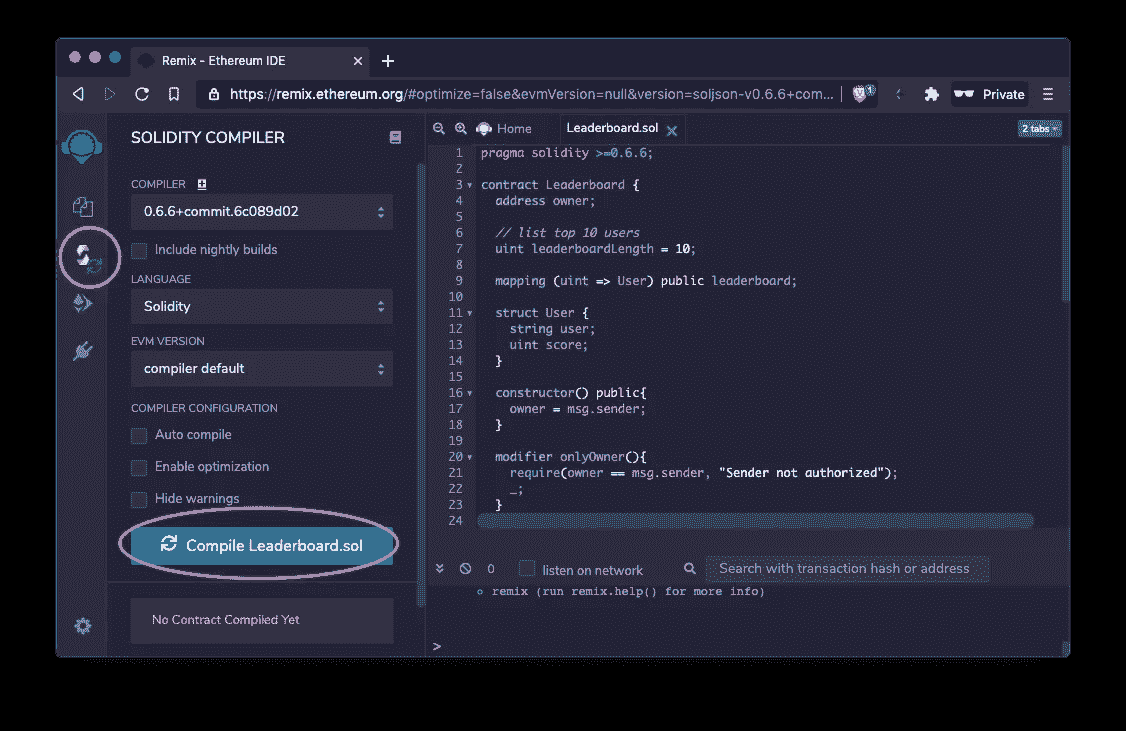 Remix - Ethereum IDE
https://remix.ethereum.org/#optimize=false&evmVersion=null&version=soljson-v0.6.6+com...
1
Private
SOLIDITY COMPILER
COMPILER
0.6.6+commit.6c089d02
Include nightly builds
LANGUAGE
Solidity
EVM VERSION
compiler default
COMPILER CONFIGURATION
Auto compile
Enable optimization
Hide warnings
Compile Leaderboard.sol
No Contract Compiled Yet
Home
Leaderboard.sol
2 tabs
1 pragma solidity >=0.6.6;
2
3 contract Leaderboard {
4 address owner;
5
6 // list top 10 users
7 uint leaderboardLength = 10;
8
9 mapping (uint => User) public leaderboard;
10
11 struct User {
12 string user;
13 uint score;
14 }
15
16 constructor() public{
17 owner = msg.sender;
18 }
19
20 modifier onlyOwner(){
21 require(owner == msg.sender, "Sender not authorized");
22 _;
23 }
24
0
listen on network
Search with transaction hash or address
remix (run remix.help() for more info)
>